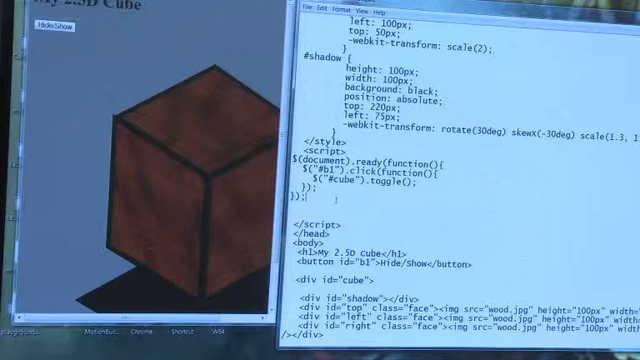 My 2.5D Cube
Hide/Show
File Edit Format View Help
left: 100px;
top: 50px;
-webkit-transform: scale(2);
}
#shadow {
height: 100px;
width: 100px;
background: black;
position: absolute;
top: 220px;
left: 75px;
-webkit-transform: rotate(30deg) skewX(-30deg) scale(1.3,
}
</style>
<script>
$(document).ready(function(){
$("#b1").click(function(){
$("#cube").toggle();
});
});
</script>
</head>
<body>
<h1>My 2.5D Cube</h1>
<button id="b1">Hide/Show</button>
<div id="cube">
<div id="shadow"></div>
<div id="top" class="face"><img src="wood.jpg" height="100px" width=
<div id="left" class="face"><img src="wood.jpg" height="100px" width
<div id="right" class="face"><img src="wood.jpg" height="100px"
/></div>
Chrome
- Shortcut